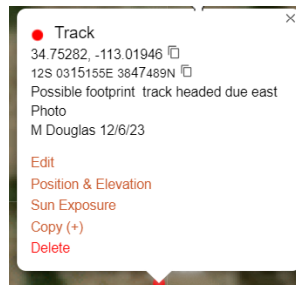 Track
34.75282, -113.01946
12S 0315155E 3847489N
Possible footprint track headed due east
Photo
M Douglas 12/6/23
Edit
Position & Elevation
Sun Exposure
Copy (+)
Delete